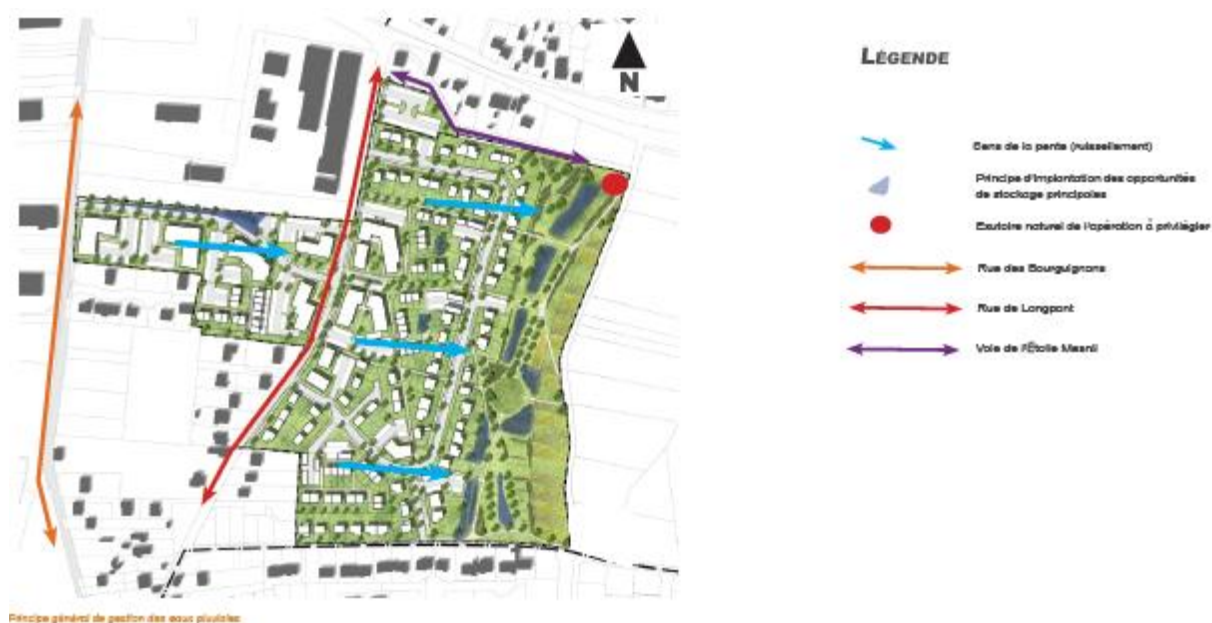 N
LÉGENDE
Sens de la pente (ruissellement)
Principe d'implantation des opportunités
de stockage principales
Exutoire naturel de l'opération à privilégier
Rue des Bourguignons
Rue de Longpont
Voie de l'Étoile Mesnil
Principe général de gestion des eaux pluviales